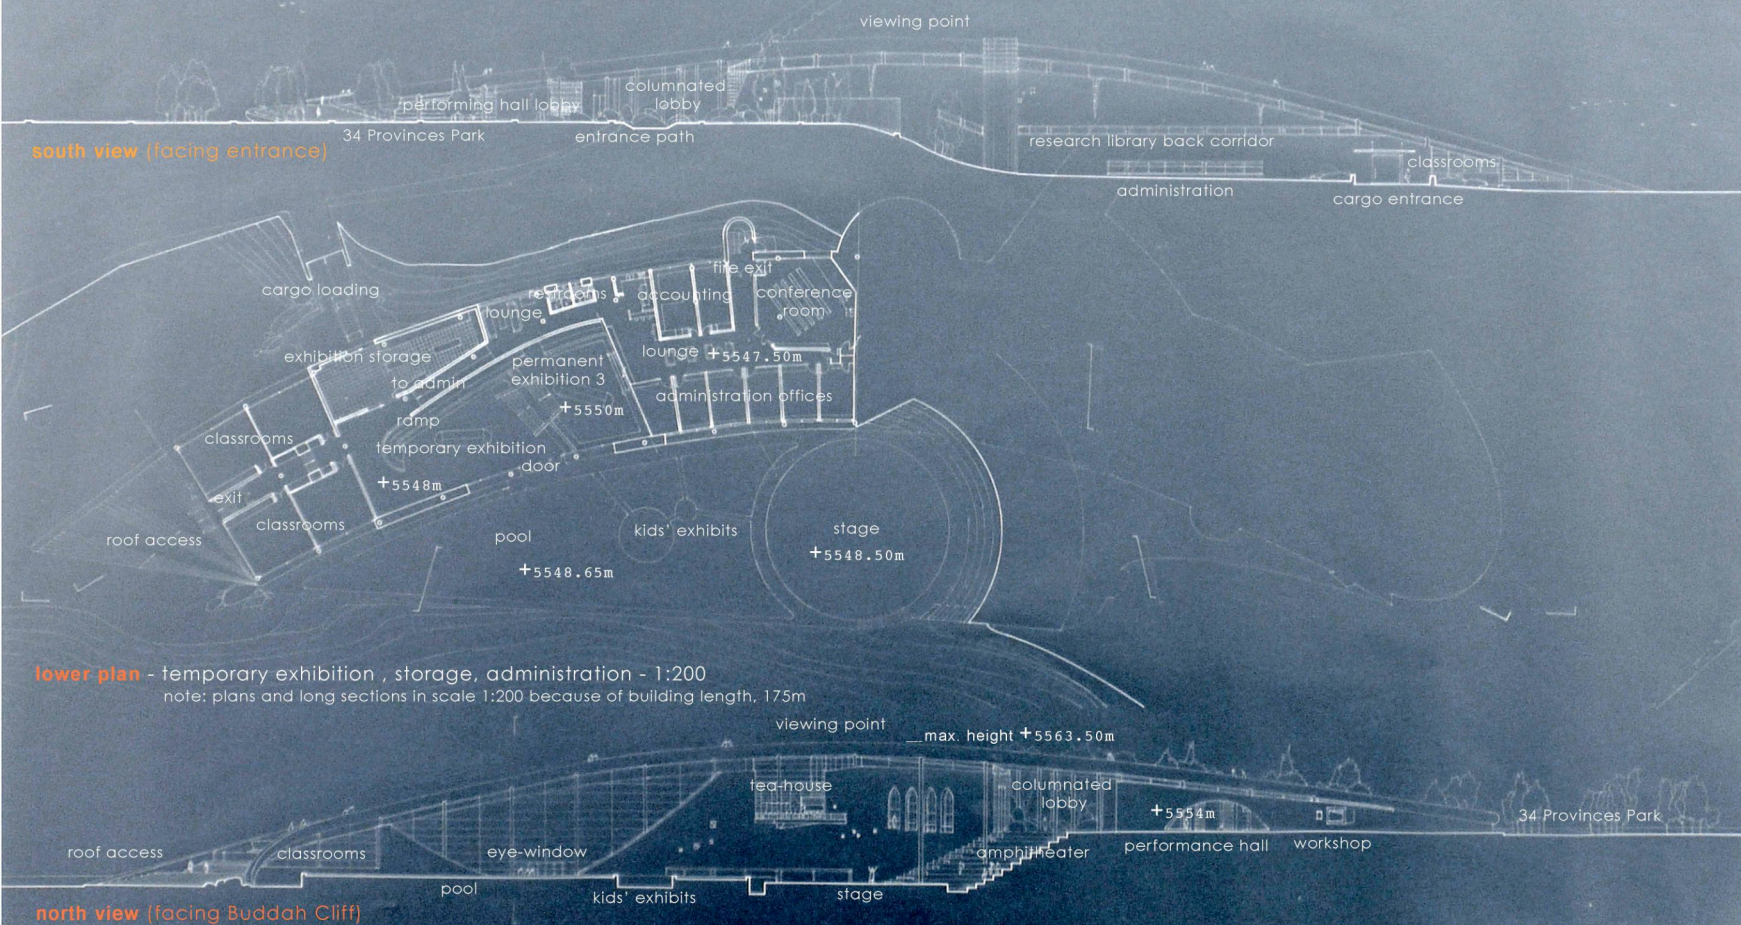 viewing point
columnated
lobby
performing hall lobby
34 Provinces Park
entrance path
south view (facing entrance)
research library back corridor
classrooms
administration
cargo entrance
cargo loading
fire exit
restrooms
accounting
conference
room
lounge
exhibition storage
permanent
exhibition 3
lounge +5547.50m
to admin
administration offices
+5550m
ramp
classrooms
temporary exhibition
door
+5548m
exit
classrooms
roof access
pool
kids' exhibits
stage
+5548.50m
+5548.65m
lower plan - temporary exhibition , storage, administration - 1:200
note: plans and long sections in scale 1:200 because of building length, 175m
viewing point
__max. height +5563.50m
tea-house
columnated
lobby
+5554m
34 Provinces Park
roof access
classrooms
eye-window
amphitheater
performance hall
workshop
pool
kids' exhibits
stage
north view (facing Buddah Cliff)